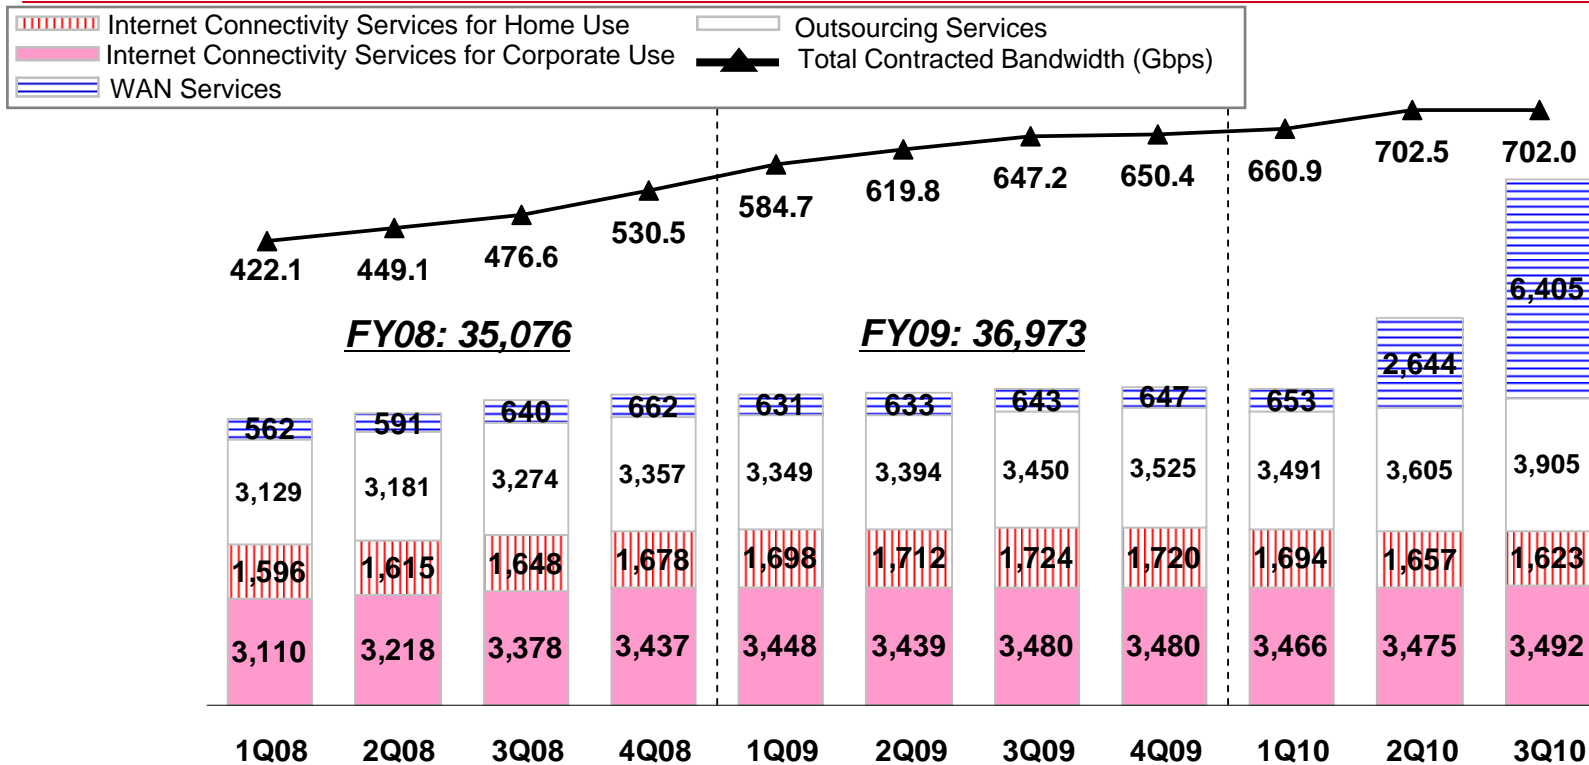 Internet Connectivity Services for Home Use
Outsourcing Services
Internet Connectivity Services for Corporate Use
Total Contracted Bandwidth (Gbps)
WAN Services
422.1 449.1 476.6 530.5 584.7 619.8 647.2 650.4 660.9 702.5 702.0
FY08: 35,076 FY09: 36,973
562 591 640 662 631 633 643 647 653 2,644 6,405
3,129 3,181 3,274 3,357 3,349 3,394 3,450 3,525 3,491 3,605 3,905
1,596 1,615 1,648 1,678 1,698 1,712 1,724 1,720 1,694 1,657 1,623
3,110 3,218 3,378 3,437 3,448 3,439 3,480 3,480 3,466 3,475 3,492
1Q08 2Q08 3Q08 4Q08 1Q09 2Q09 3Q09 4Q09 1Q10 2Q10 3Q10